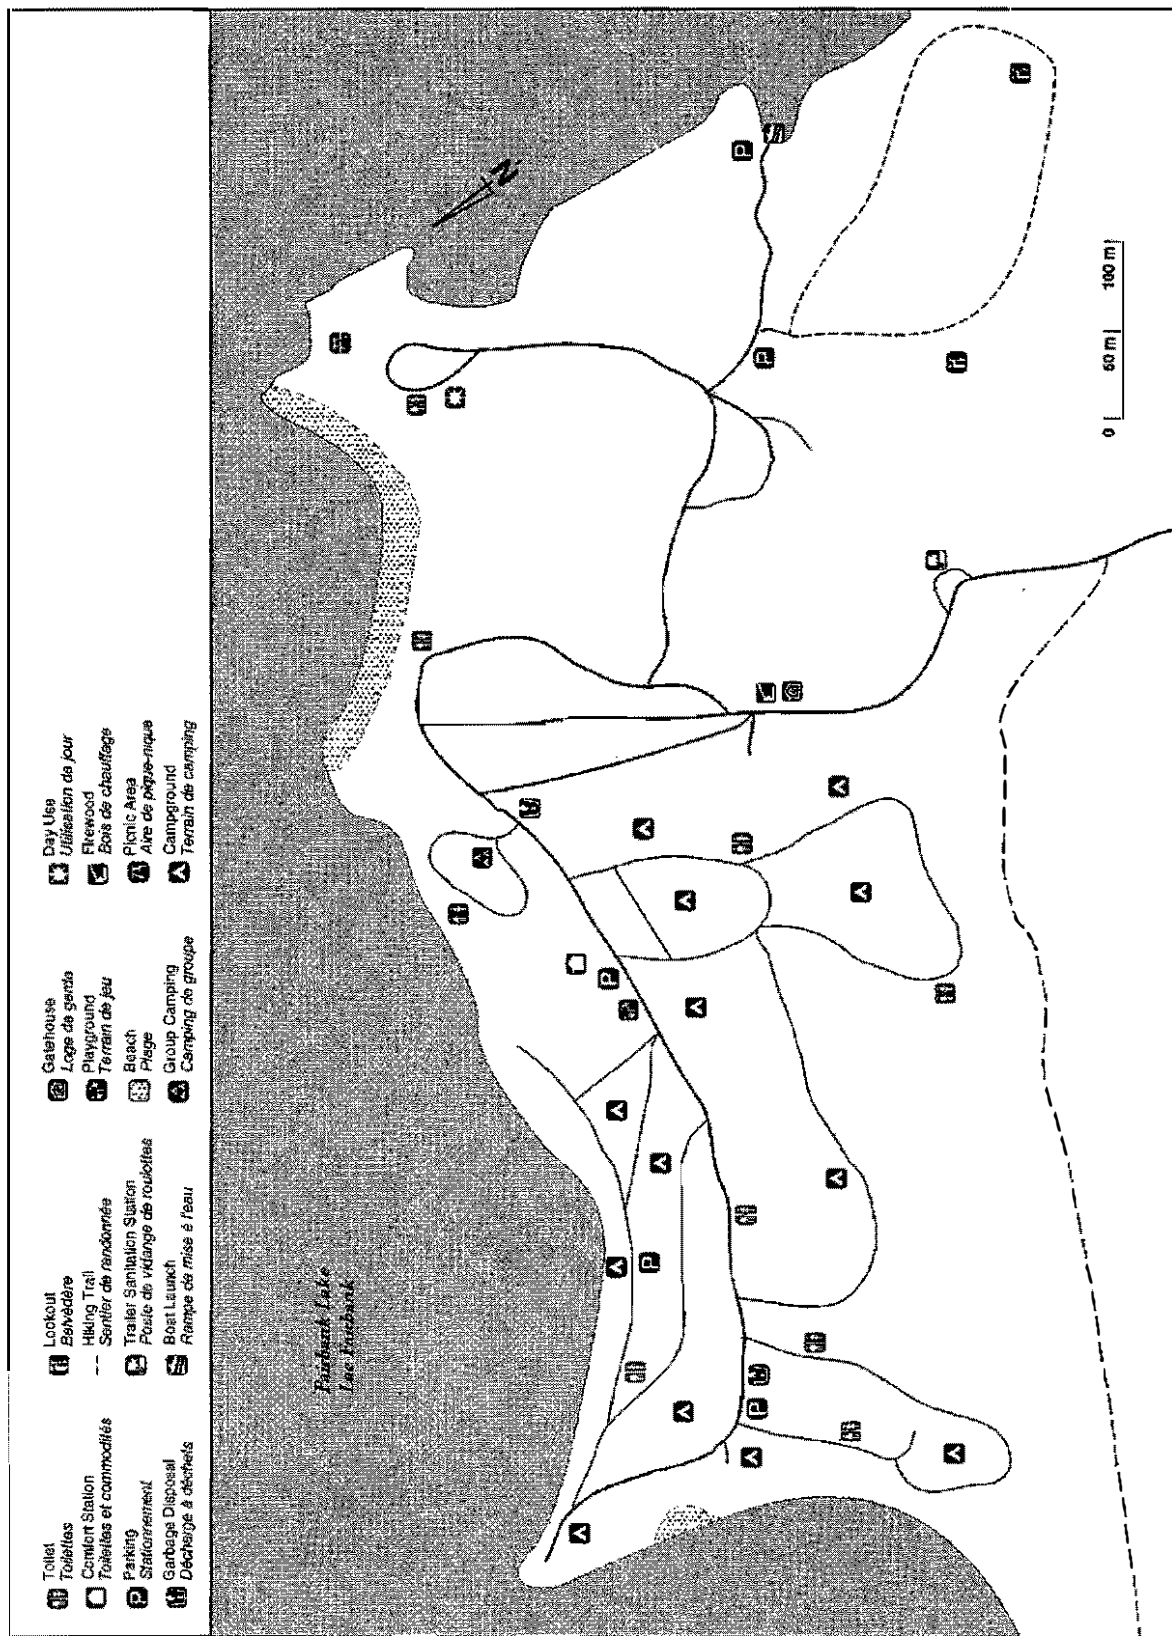 Toilet
Toilettes
Comfort Station
Toilettes et commodités
Parking
Stationnement
Garbage Disposal
Décharge à déchets
Lookout
Belvédère
Hiking Trail
Sentier de randonnée
Trailer Sanitation Station
Poste de vidange de roulottes
Boat Launch
Rampe de mise à l'eau
Gatehouse
Loge de garde
Playground
Terrain de jeu
Beach
Plage
Group Camping
Camping de groupe
Day Use
Utilisation de jour
Firewood
Bois de chauffage
Picnic Area
Aire de pique-nique
Campground
Terrain de camping
Fairbank Lake
Lac Fairbank
N
P
P
P
P
P
0 50 m 100 m